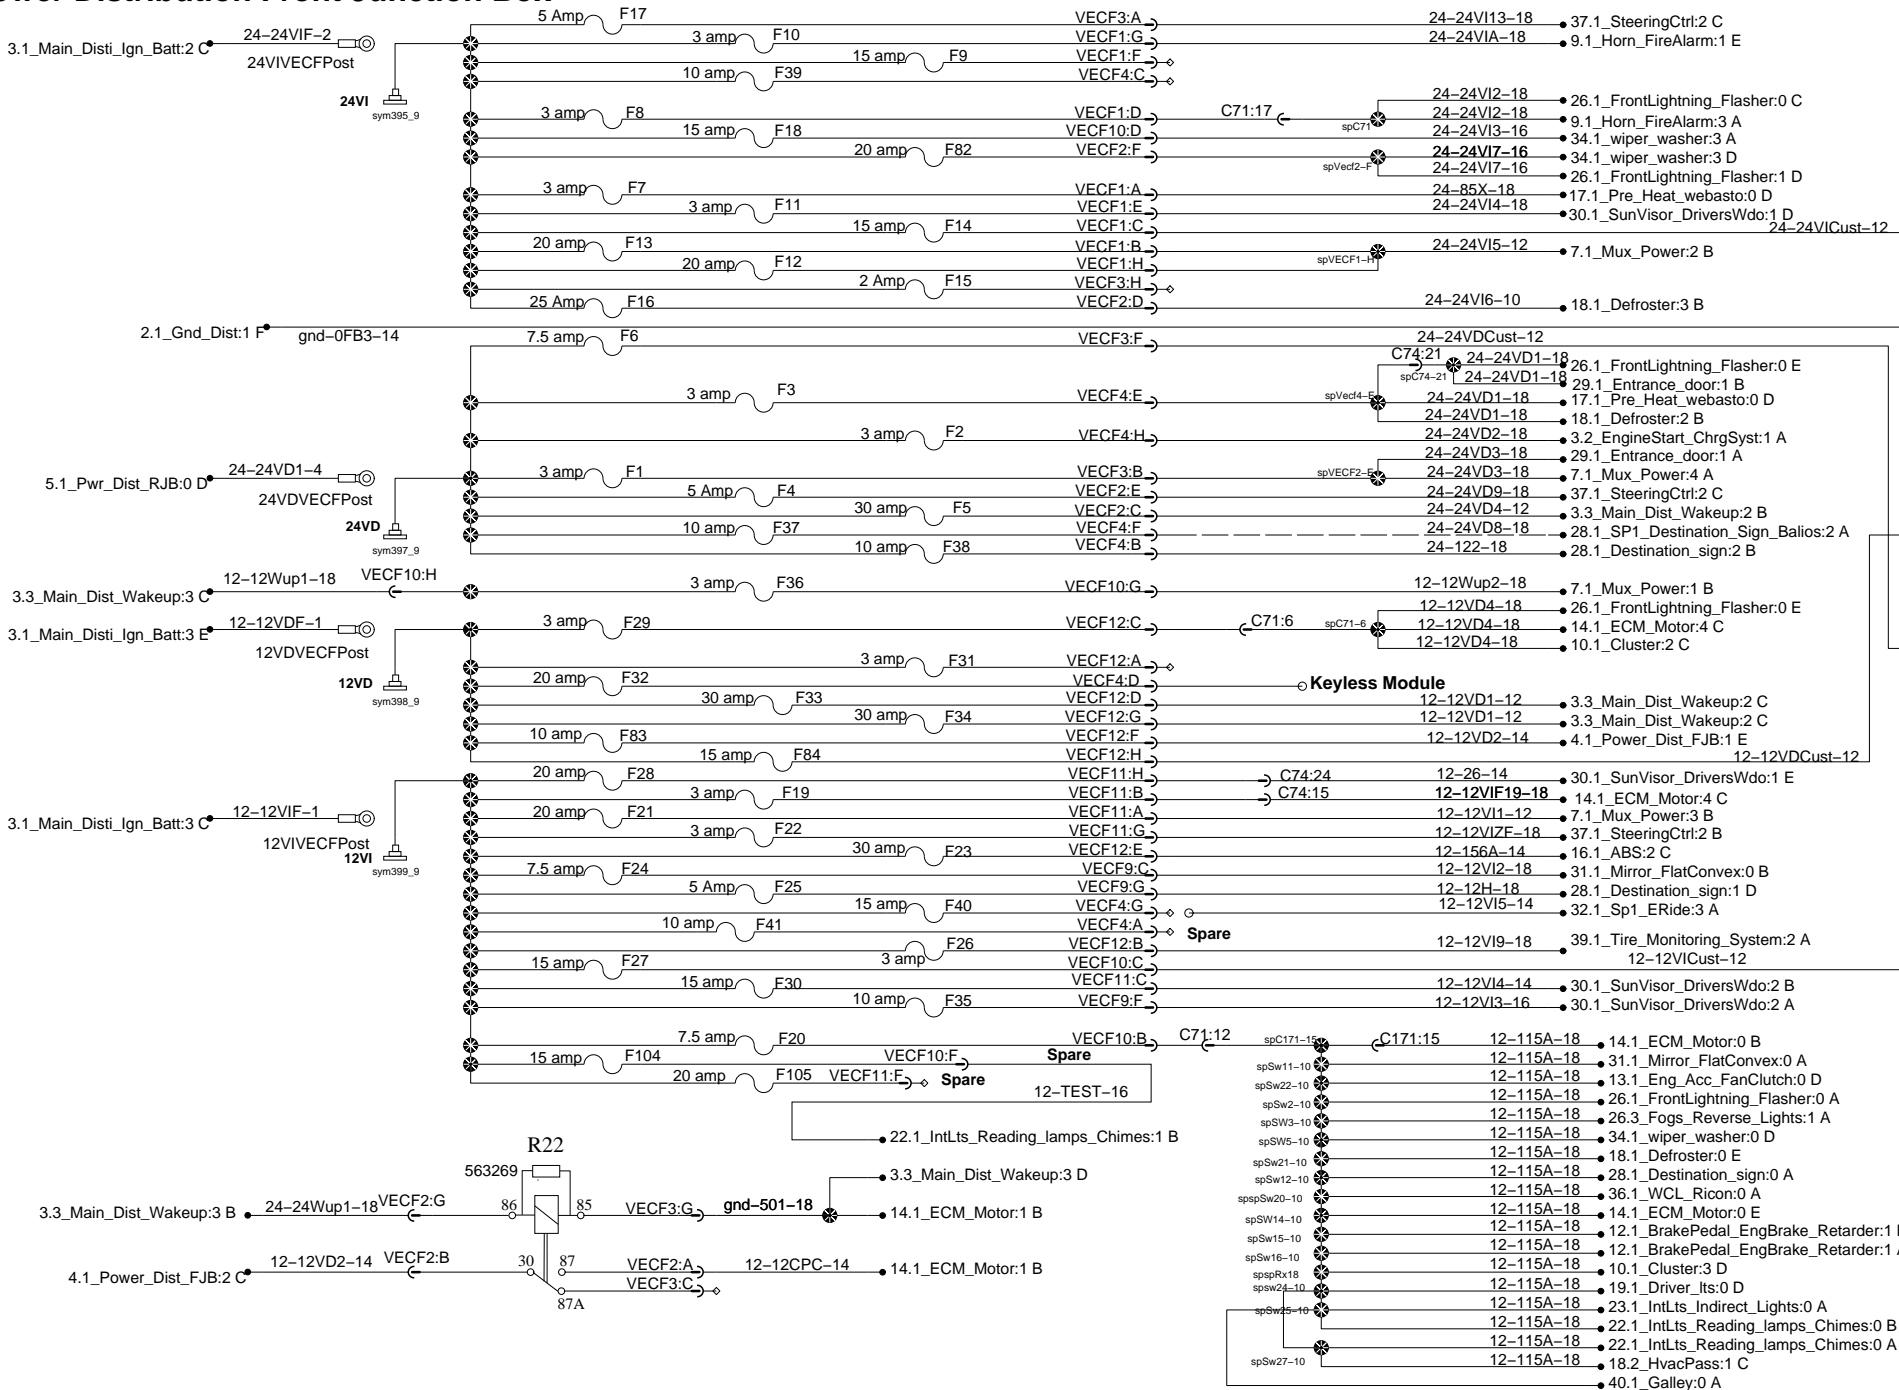 5 Amp F17 VECF3:A 24-24VI13-18 37.1_SteeringCtrl:2 C
3.1_Main_Disti_Ign_Batt:2 C 24-24VIF-2 3 amp F10 VECF1:G 24-24VIA-18 9.1_Horn_FireAlarm:1 E
24VIVECFPost 15 amp F9 VECF1:F
10 amp F39 VECF4:C
24VI
sym395_9
24-24VI2-18 26.1_FrontLightning_Flasher:0 C
3 amp F8 VECF1:D C71:17 spC71 24-24VI2-18 9.1_Horn_FireAlarm:3 A
15 amp F18 VECF10:D 24-24VI3-16 34.1_wiper_washer:3 A
20 amp F82 VECF2:F spVecf2-F 24-24VI7-16 34.1_wiper_washer:3 D
24-24VI7-16 26.1_FrontLightning_Flasher:1 D
3 amp F7 VECF1:A 24-85X-18 17.1_Pre_Heat_webasto:0 D
3 amp F11 VECF1:E 24-24VI4-18 30.1_SunVisor_DriversWdo:1 D
15 amp F14 VECF1:C 24-24VICust-12
20 amp F13 VECF1:B 24-24VI5-12 7.1_Mux_Power:2 B
20 amp F12 VECF1:H spVECF1-H
2 Amp F15 VECF3:H
25 Amp F16 VECF2:D 24-24VI6-10 18.1_Defroster:3 B
2.1_Gnd_Dist:1 F gnd-0FB3-14
7.5 amp F6 VECF3:F 24-24VDCust-12
C74:21 spC74-21 24-24VD1-18 26.1_FrontLightning_Flasher:0 E
24-24VD1-18 29.1_Entrance_door:1 B
3 amp F3 VECF4:E spVecf4-E 24-24VD1-18 17.1_Pre_Heat_webasto:0 D
24-24VD1-18 18.1_Defroster:2 B
3 amp F2 VECF4:H 24-24VD2-18 3.2_EngineStart_ChrgSyst:1 A
24-24VD3-18 29.1_Entrance_door:1 A
5.1_Pwr_Dist_RJB:0 D 24-24VD1-4 3 amp F1 VECF3:B spVECF2-E 24-24VD3-18 7.1_Mux_Power:4 A
24VDVECFPost 5 Amp F4 VECF2:E 24-24VD9-18 37.1_SteeringCtrl:2 C
30 amp F5 VECF2:C 24-24VD4-12 3.3_Main_Dist_Wakeup:2 B
24VD 10 amp F37 VECF4:F 24-24VD8-18 28.1_SP1_Destination_Sign_Balios:2 A
sym397_9 10 amp F38 VECF4:B 24-122-18 28.1_Destination_sign:2 B
3.3_Main_Dist_Wakeup:3 C 12-12Wup1-18 VECF10:H 3 amp F36 VECF10:G 12-12Wup2-18 7.1_Mux_Power:1 B
12-12VD4-18 26.1_FrontLightning_Flasher:0 E
3.1_Main_Disti_Ign_Batt:3 E 12-12VDF-1 3 amp F29 VECF12:C C71:6 spC71-6 12-12VD4-18 14.1_ECM_Motor:4 C
12VDVECFPost 12-12VD4-18 10.1_Cluster:2 C
3 amp F31 VECF12:A
12VD 20 amp F32 VECF4:D Keyless Module
sym398_9 30 amp F33 VECF12:D 12-12VD1-12 3.3_Main_Dist_Wakeup:2 C
30 amp F34 VECF12:G 12-12VD1-12 3.3_Main_Dist_Wakeup:2 C
10 amp F83 VECF12:F 12-12VD2-14 4.1_Power_Dist_FJB:1 E
15 amp F84 VECF12:H 12-12VDCust-12
20 amp F28 VECF11:H C74:24 12-26-14 30.1_SunVisor_DriversWdo:1 E
3 amp F19 VECF11:B C74:15 12-12VIF19-18 14.1_ECM_Motor:4 C
3.1_Main_Disti_Ign_Batt:3 C 12-12VIF-1 20 amp F21 VECF11:A 12-12VI1-12 7.1_Mux_Power:3 B
12VIVECFPost 3 amp F22 VECF11:G 12-12VIZF-18 37.1_SteeringCtrl:2 B
12VI 30 amp F23 VECF12:E 12-156A-14 16.1_ABS:2 C
sym399_9 7.5 amp F24 VECF9:C 12-12VI2-18 31.1_Mirror_FlatConvex:0 B
5 Amp F25 VECF9:G 12-12H-18 28.1_Destination_sign:1 D
15 amp F40 VECF4:G 12-12VI5-14 32.1_Sp1_ERide:3 A
10 amp F41 VECF4:A Spare
3 amp F26 VECF12:B 12-12VI9-18 39.1_Tire_Monitoring_System:2 A
15 amp F27 VECF10:C 12-12VICust-12
15 amp F30 VECF11:C 12-12VI4-14 30.1_SunVisor_DriversWdo:2 B
10 amp F35 VECF9:F 12-12VI3-16 30.1_SunVisor_DriversWdo:2 A
7.5 amp F20 VECF10:B C71:12 spC171-15 C171:15 12-115A-18 14.1_ECM_Motor:0 B
15 amp F104 VECF10:F Spare spSw11-10 12-115A-18 31.1_Mirror_FlatConvex:0 A
20 amp F105 VECF11:F Spare spSw22-10 12-115A-18 13.1_Eng_Acc_FanClutch:0 D
12-TEST-16 spSw2-10 12-115A-18 26.1_FrontLightning_Flasher:0 A
spSW3-10 12-115A-18 26.3_Fogs_Reverse_Lights:1 A
22.1_IntLts_Reading_lamps_Chimes:1 B spSW5-10 12-115A-18 34.1_wiper_washer:0 D
R22 spSw21-10 12-115A-18 18.1_Defroster:0 E
563269 3.3_Main_Dist_Wakeup:3 D spSw12-10 12-115A-18 28.1_Destination_sign:0 A
spspSw20-10 12-115A-18 36.1_WCL_Ricon:0 A
3.3_Main_Dist_Wakeup:3 B 24-24Wup1-18 VECF2:G 86 85 VECF3:G gnd-501-18 14.1_ECM_Motor:1 B spSW14-10 12-115A-18 14.1_ECM_Motor:0 E
spSw15-10 12-115A-18 12.1_BrakePedal_EngBrake_Retarder:1
spSw16-10 12-115A-18 12.1_BrakePedal_EngBrake_Retarder:1
4.1_Power_Dist_FJB:2 C 12-12VD2-14 VECF2:B 30 87 VECF2:A 12-12CPC-14 14.1_ECM_Motor:1 B spspRx18 12-115A-18 10.1_Cluster:3 D
87A VECF3:C spsw24-10 12-115A-18 19.1_Driver_lts:0 D
spSw25-10 12-115A-18 23.1_IntLts_Indirect_Lights:0 A
12-115A-18 22.1_IntLts_Reading_lamps_Chimes:0 B
12-115A-18 22.1_IntLts_Reading_lamps_Chimes:0 A
spSw27-10 12-115A-18 18.2_HvacPass:1 C
40.1_Galley:0 A